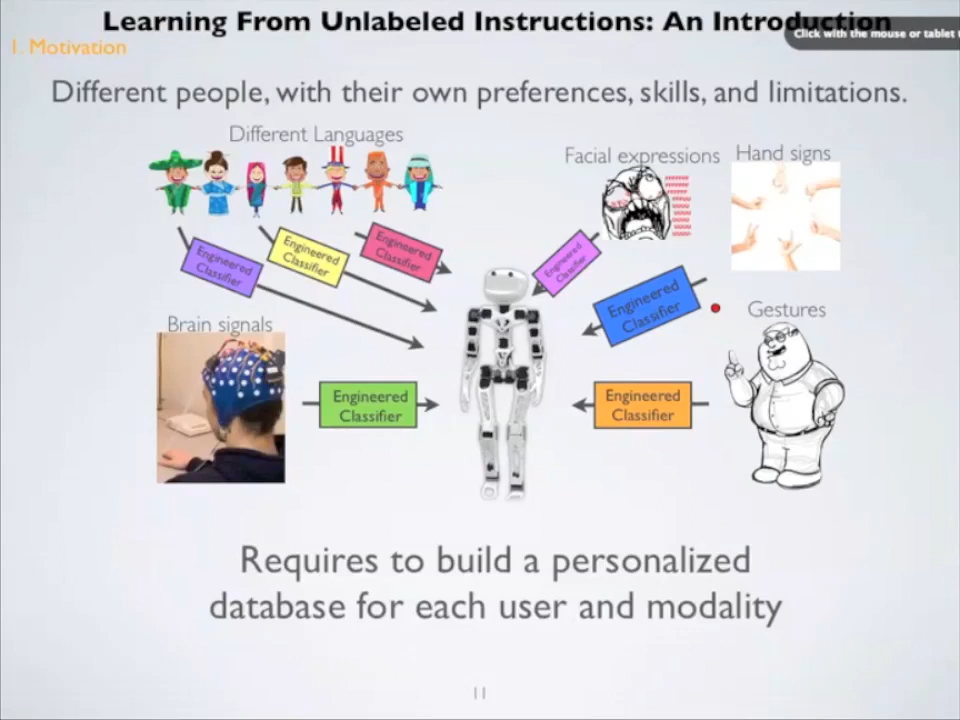 Learning From Unlabeled Instructions: An Introduction
Click with the mouse or tablet
1. Motivation
Different people, with their own preferences, skills, and limitations.
Different Languages
Facial expressions
Hand signs
Engineered
Classifier
Engineered
Classifier
Engineered
Classifier
Engineered
Classifier
Engineered
Classifier
Brain signals
Gestures
Engineered
Classifier
Engineered
Classifier
Requires to build a personalized
database for each user and modality
11